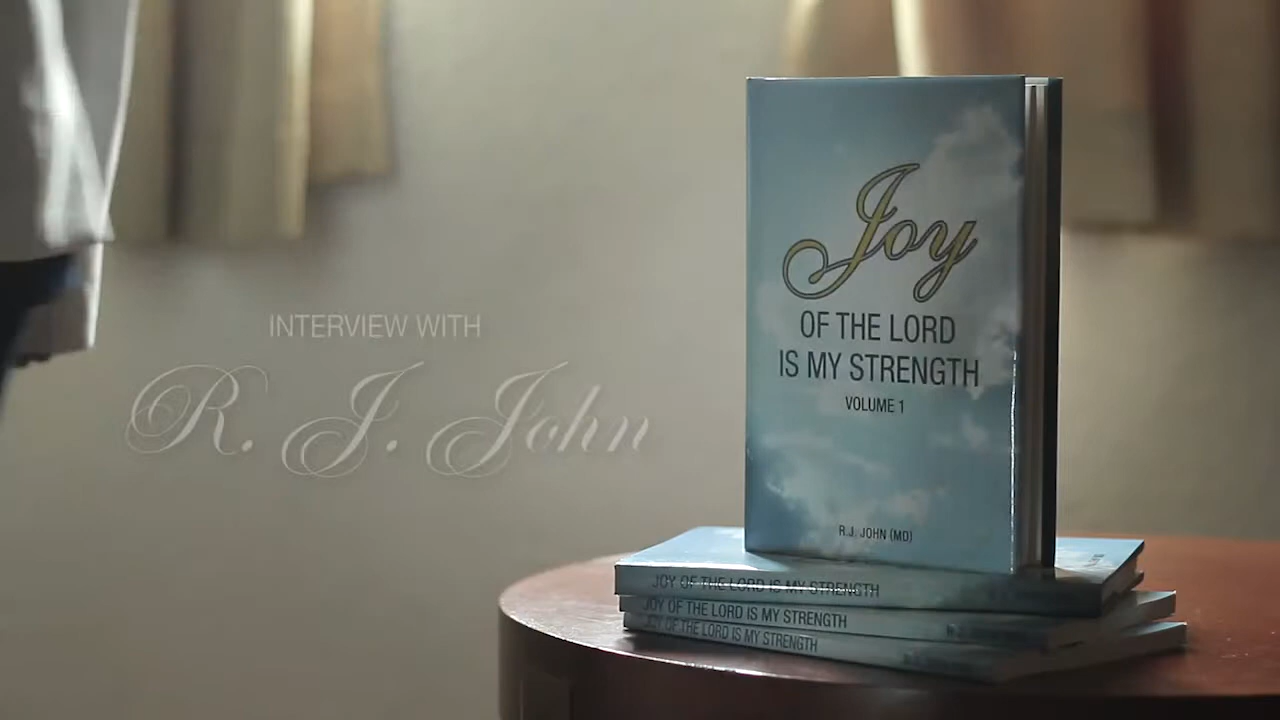 INTERVIEW WITH
R. J. John
Joy
OF THE LORD
IS MY STRENGTH
VOLUME 1
R.J. JOHN (MD)
JOY OF THE LORD IS MY STRENGTH
JOY OF THE LORD IS MY STRENGTH
JOY OF THE LORD IS MY STRENGTH